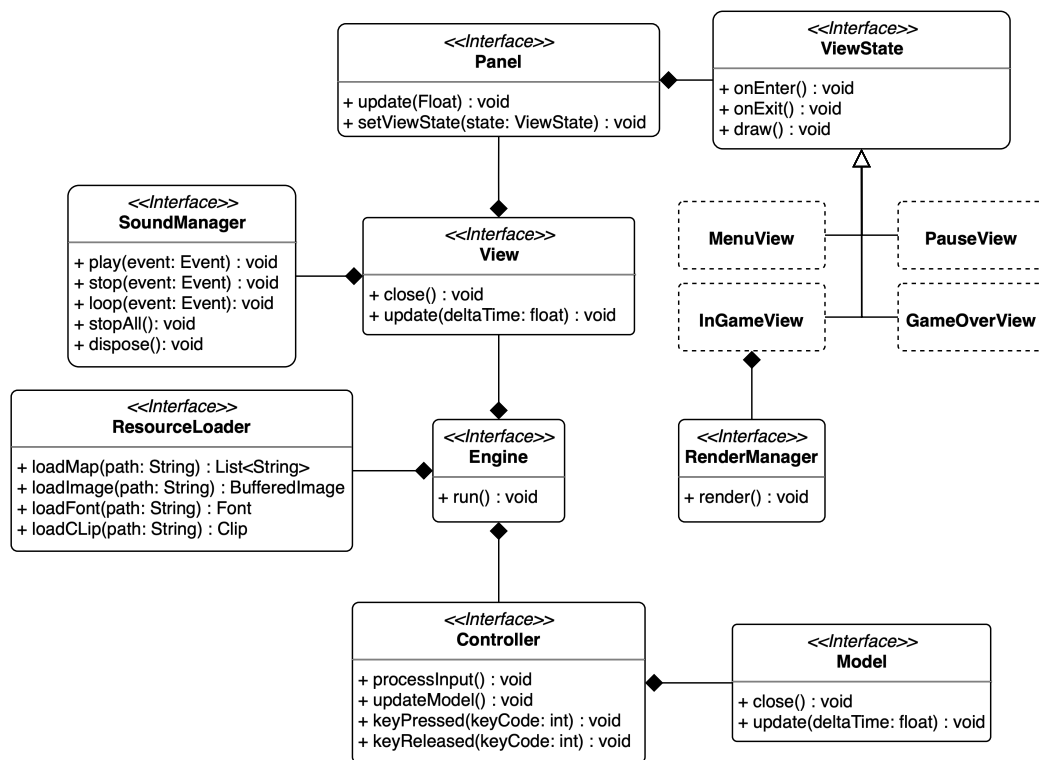 <<Interface>>
Panel
+ update(Float) : void
+ setViewState(state: ViewState) : void
<<Interface>>
ViewState
+ onEnter() : void
+ onExit() : void
+ draw() : void
<<Interface>>
SoundManager
+ play(event: Event) : void
+ stop(event: Event) : void
+ loop(event: Event): void
+ stopAll(): void
+ dispose(): void
<<Interface>>
View
+ close() : void
+ update(deltaTime: float) : void
MenuView
PauseView
InGameView
GameOverView
<<Interface>>
ResourceLoader
+ loadMap(path: String) : List<String>
+ loadImage(path: String) : BufferedImage
+ loadFont(path: String) : Font
+ loadCLip(path: String) : Clip
<<Interface>>
Engine
+ run() : void
<<Interface>>
RenderManager
+ render() : void
<<Interface>>
Controller
+ processInput() : void
+ updateModel() : void
+ keyPressed(keyCode: int) : void
+ keyReleased(keyCode: int) : void
<<Interface>>
Model
+ close() : void
+ update(deltaTime: float) : void